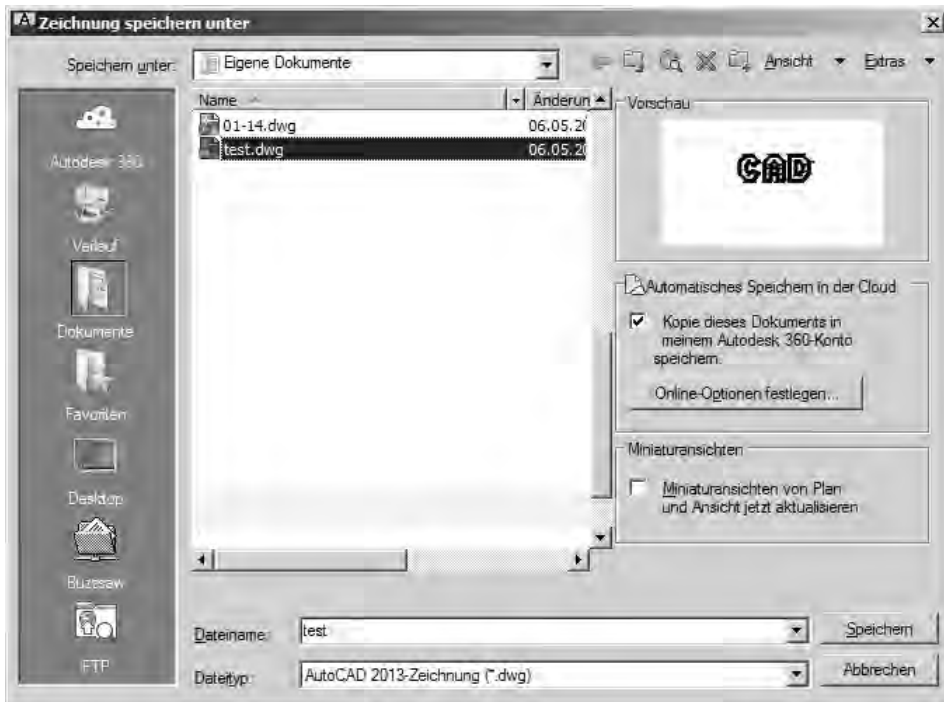 Zeichnung speichern unter
Speichern unter:
Eigene Dokumente
Ansicht
Extras
Autodesk 360
Verlauf
Dokumente
Favoriten
Desktop
Buzzsaw
FTP
Name
Änderun
01-14.dwg
06.05.20
test.dwg
06.05.20
Vorschau
CAD
Automatisches Speichern in der Cloud
Kopie dieses Dokuments in
meinem Autodesk 360-Konto
speichern.
Online-Optionen festlegen...
Miniaturansichten
Miniaturansichten von Plan
und Ansicht jetzt aktualisieren
Dateiname:
test
Speichern
Dateityp:
AutoCAD 2013-Zeichnung (*.dwg)
Abbrechen